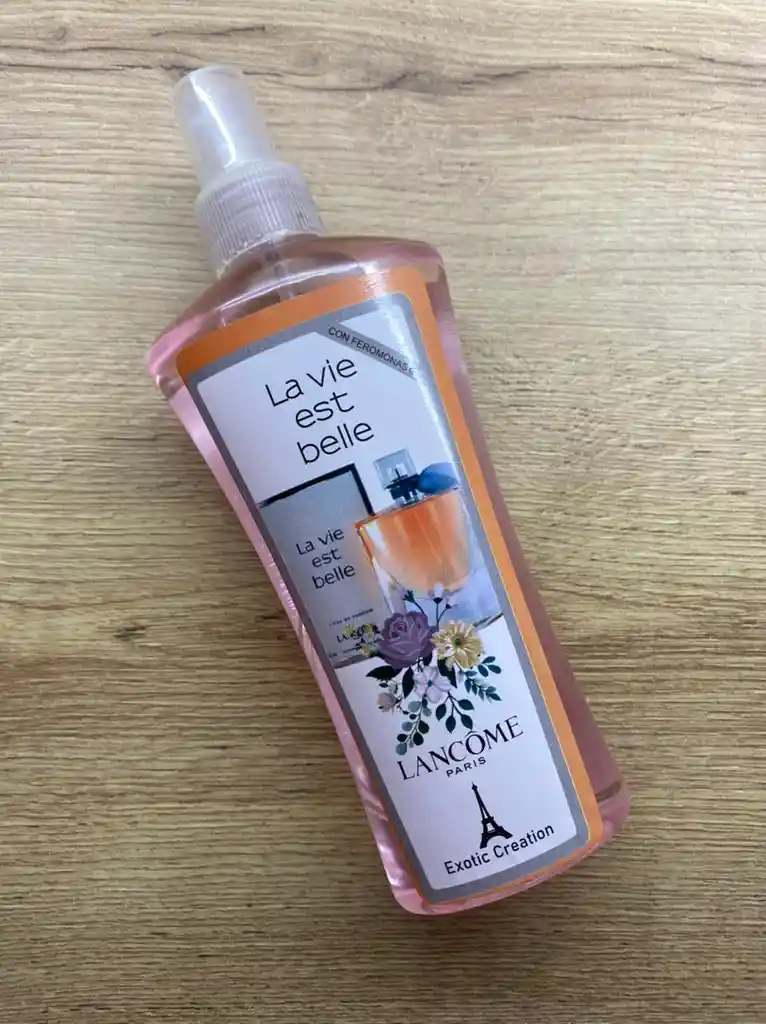 CON FEROMONAS
La vie
est
belle
La vie
est
belle
LANCÔME
PARIS
Exotic Creation